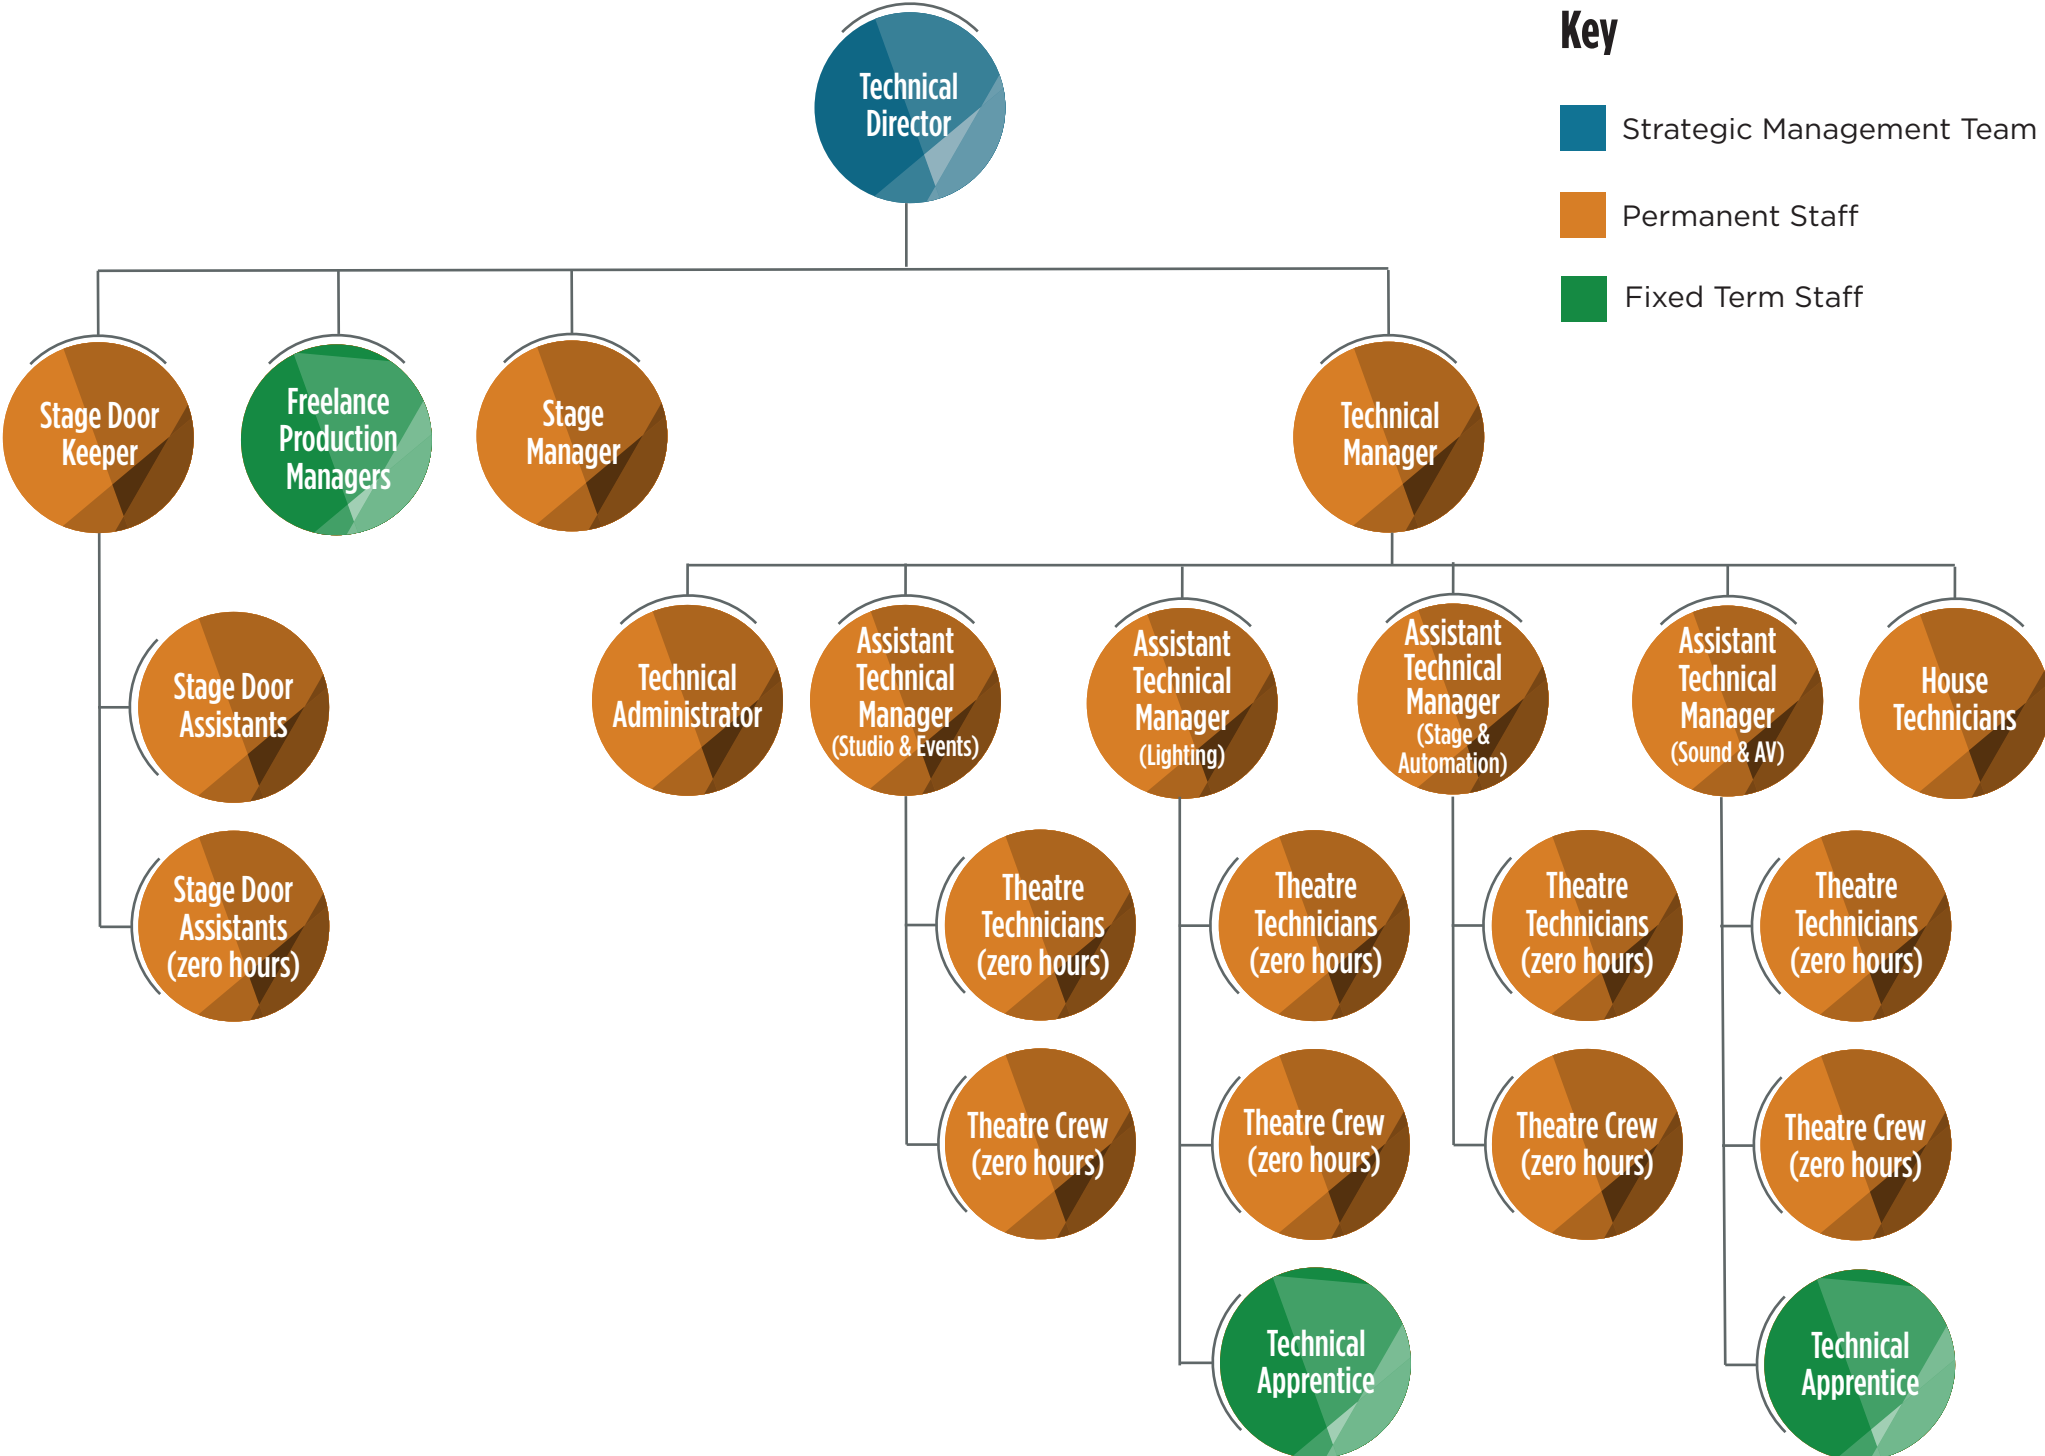 Key
Strategic Management Team
Permanent Staff
Fixed Term Staff
Technical
Director
Stage Door
Keeper
Freelance
Production
Managers
Stage
Manager
Technical
Manager
Stage Door
Assistants
Stage Door
Assistants
(zero hours)
Technical
Administrator
Assistant
Technical
Manager
(Studio & Events)
Assistant
Technical
Manager
(Lighting)
Assistant
Technical
Manager
(Stage &
Automation)
Assistant
Technical
Manager
(Sound & AV)
House
Technicians
Theatre
Technicians
(zero hours)
Theatre
Technicians
(zero hours)
Theatre
Technicians
(zero hours)
Theatre
Technicians
(zero hours)
Theatre Crew
(zero hours)
Theatre Crew
(zero hours)
Theatre Crew
(zero hours)
Theatre Crew
(zero hours)
Technical
Apprentice
Technical
Apprentice